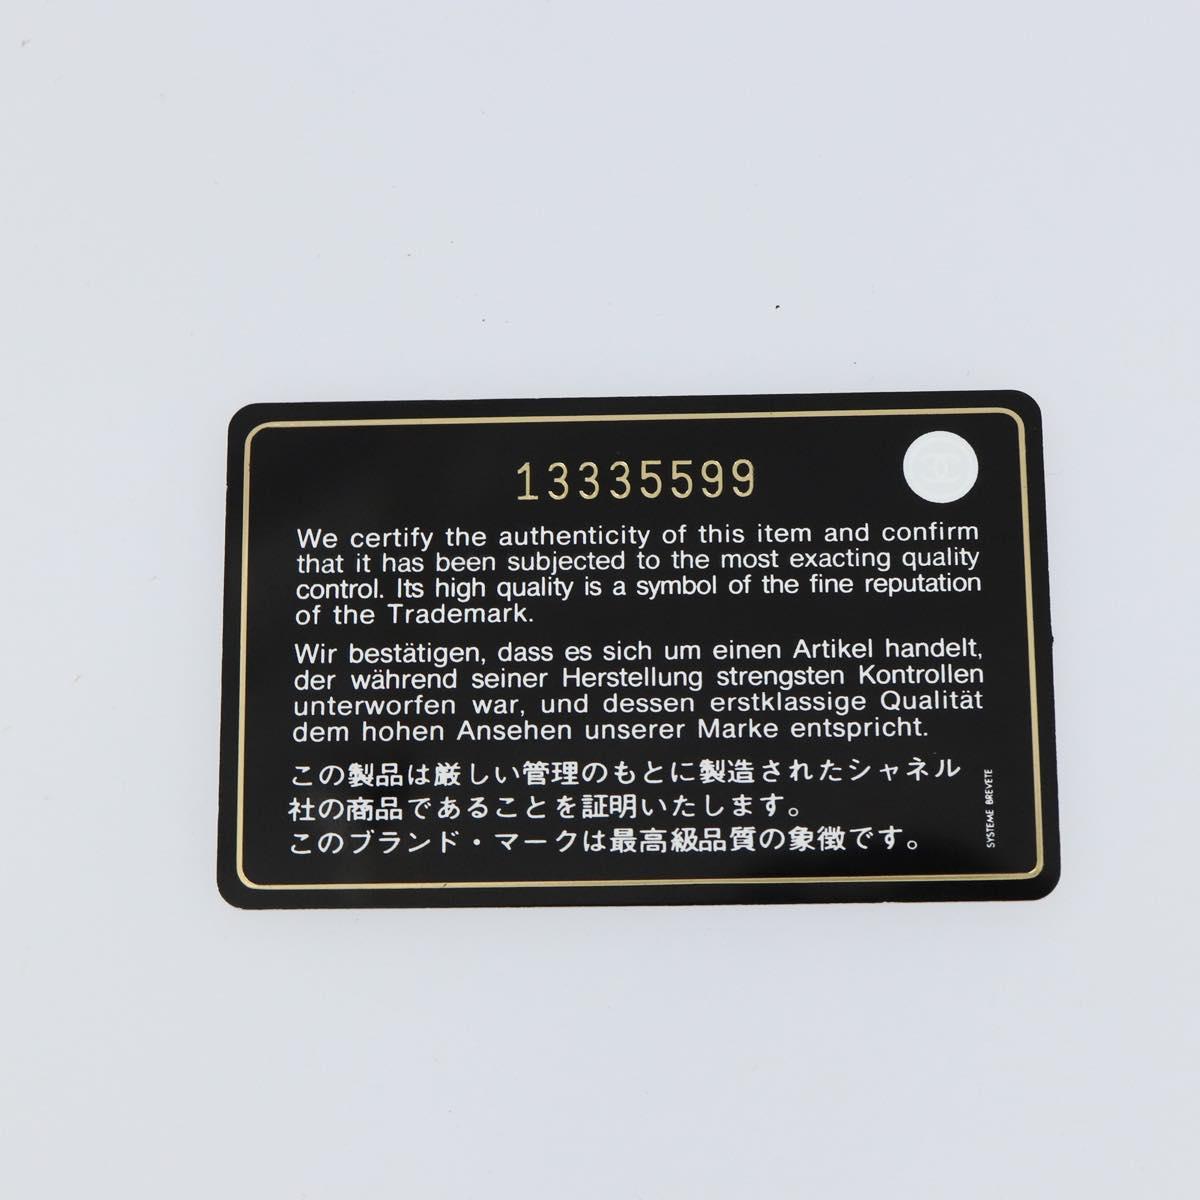 13335599
We certify the authenticity of this item and confirm
that it has been subjected to the most exacting quality
control. Its high quality is a symbol of the fine reputation
of the Trademark.
Wir bestätigen, dass es sich um einen Artikel handelt,
der während seiner Herstellung strengsten Kontrollen
unterworfen war, und dessen erstklassige Qualität
dem hohen Ansehen unserer Marke entspricht.
この製品は厳しい管理のもとに製造されたシャネル
社の商品であることを証明いたします。
このブランド・マークは最高級品質の象徴です。
SYSTEME BREVETE